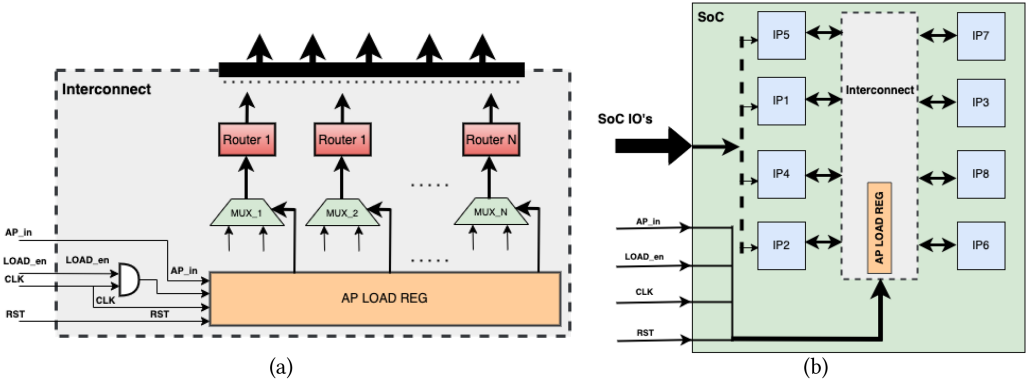 Interconnect
Router 1
Router 1
Router N
MUX_1
MUX_2
MUX_N
AP_in
LOAD_en
LOAD_en
CLK
AP_in
CLK
RST
RST
AP LOAD REG
(a)
SoC
SoC IO's
IP5
IP7
IP1
Interconnect
IP3
IP4
IP8
IP2
IP6
AP LOAD REG
AP_in
LOAD_en
CLK
RST
(b)